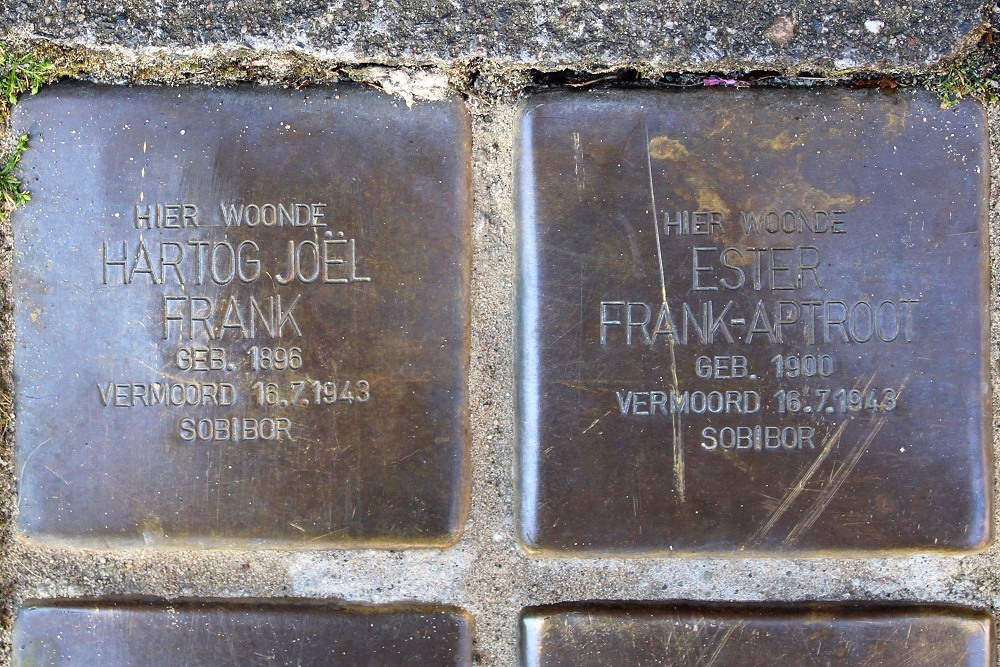 HIER WOONDE
HARTOG JOËL
FRANK
GEB. 1896
VERMOORD 16.7.1943
SOBIBOR
HIER WOONDE
ESTER
FRANK-APTROOT
GEB. 1900
VERMOORD 16.7.1943
SOBIBOR